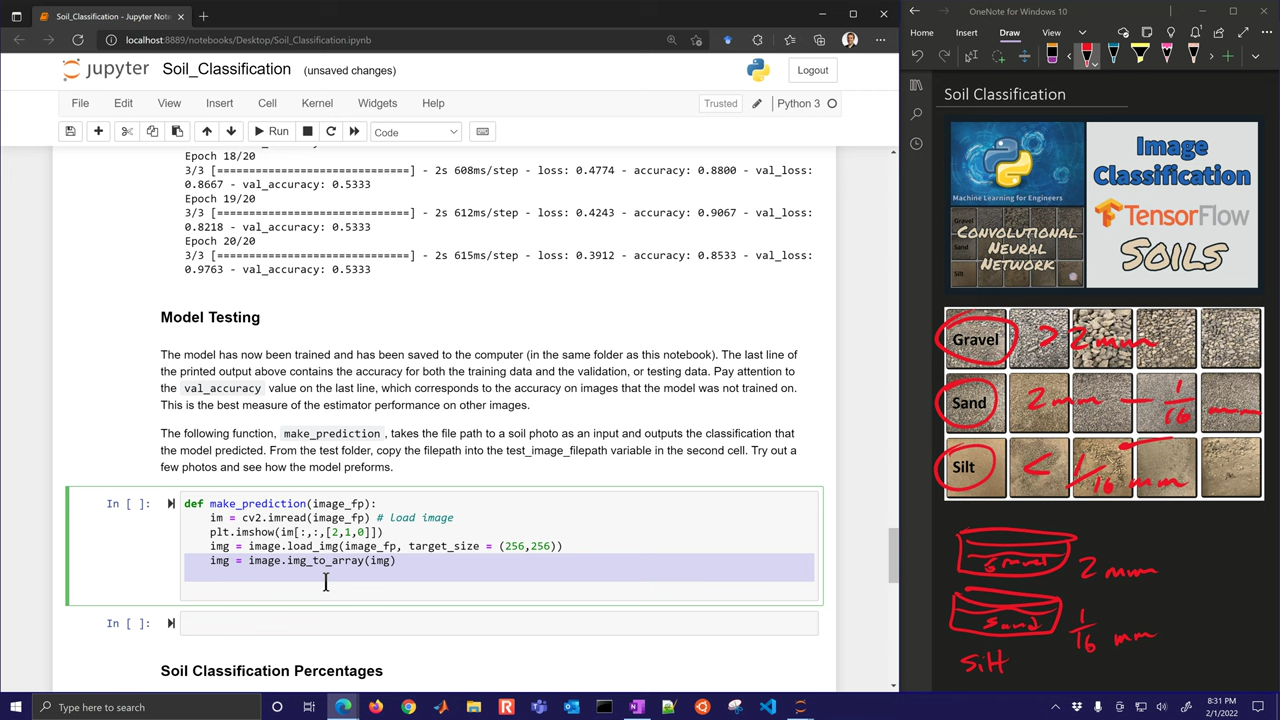 Soil_Classification - Jupyter Not
localhost:8889/notebooks/Desktop/Soil_Classification.ipynb
jupyter Soil_Classification (unsaved changes)
Logout
File Edit View Insert Cell Kernel Widgets Help
Trusted
Python 3
Run
Code
Epoch 18/20
3/3 [==============================] - 2s 608ms/step - loss: 0.4774 - accuracy: 0.8800 - val_loss:
0.8667 - val_accuracy: 0.5333
Epoch 19/20
3/3 [==============================] - 2s 612ms/step - loss: 0.4243 - accuracy: 0.9067 - val_loss:
0.8218 - val_accuracy: 0.5333
Epoch 20/20
3/3 [==============================] - 2s 615ms/step - loss: 0.3912 - accuracy: 0.8533 - val_loss:
0.9763 - val_accuracy: 0.5333
Model Testing
The model has now been trained and has been saved to the computer (in the same folder as this notebook). The last line of
the printed output above contains the accuracy for both the training data and the validation, or testing data. Pay attention to
the val_accuracy value on the last line, which corresponds to the accuracy on images that the model was not trained on.
This is the best measure of the estimator performance on other images.
The following function, make_prediction, takes the file path to a soil photo as an input and outputs the classification that
the model predicted. From the test folder, copy the filepath into the test_image_filepath variable in the second cell. Try out a
few photos and see how the model preforms.
In [ ]:
def make_prediction(image_fp):
im = cv2.imread(image_fp) # load image
plt.imshow(im[:,:,[2,1,0]])
img = image.load_img(image_fp, target_size = (256,256))
img = image.img_to_array(img)
In [ ]:
Soil Classification Percentages
OneNote for Windows 10
Home Insert Draw View
Soil Classification
Machine Learning for Engineers
Gravel
Sand
Silt
CONVOLUTIONAL
NEURAL
NETWORK
Image
Classification
TensorFlow
SOILS
Gravel > 2 mm
Sand 2 mm - 1/16 mm
Silt < 1/16 mm
Gravel 2 mm
Sand 1/16 mm
Silt
Type here to search
8:31 PM
2/1/2022